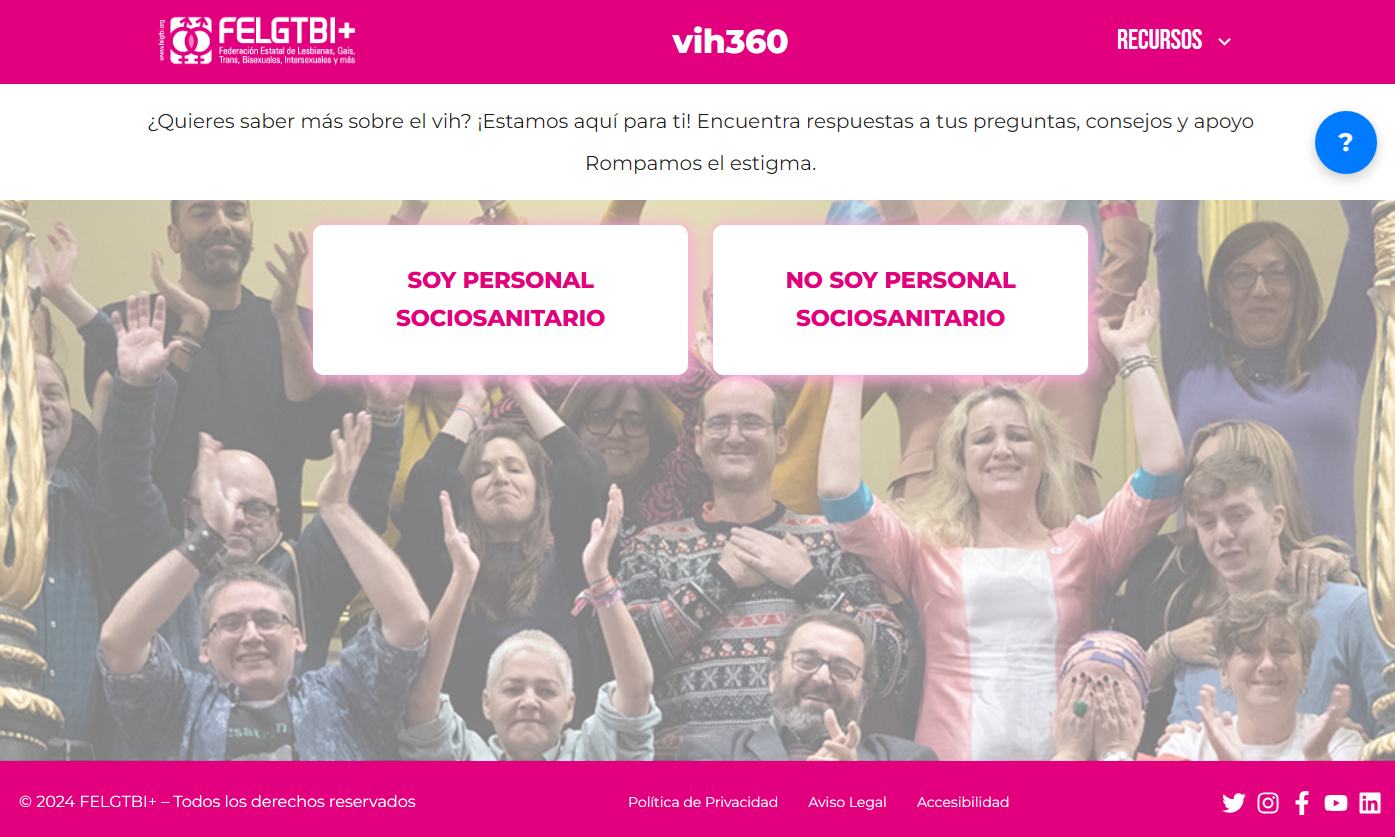 www.felgtbi.org
FELGTBI+
Federación Estatal de Lesbianas, Gais,
Trans, Bisexuales, Intersexuales y más
vih360
RECURSOS
¿Quieres saber más sobre el vih? ¡Estamos aquí para ti! Encuentra respuestas a tus preguntas, consejos y apoyo
Rompamos el estigma.
?
SOY PERSONAL
SOCIOSANITARIO
NO SOY PERSONAL
SOCIOSANITARIO
© 2024 FELGTBI+ – Todos los derechos reservados
Política de Privacidad
Aviso Legal
Accesibilidad